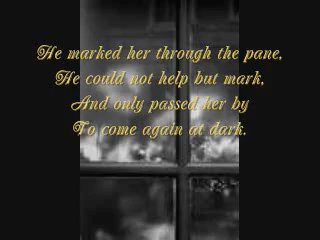 He marked her through the pane,
He could not help but mark,
And only passed her by
To come again at dark.